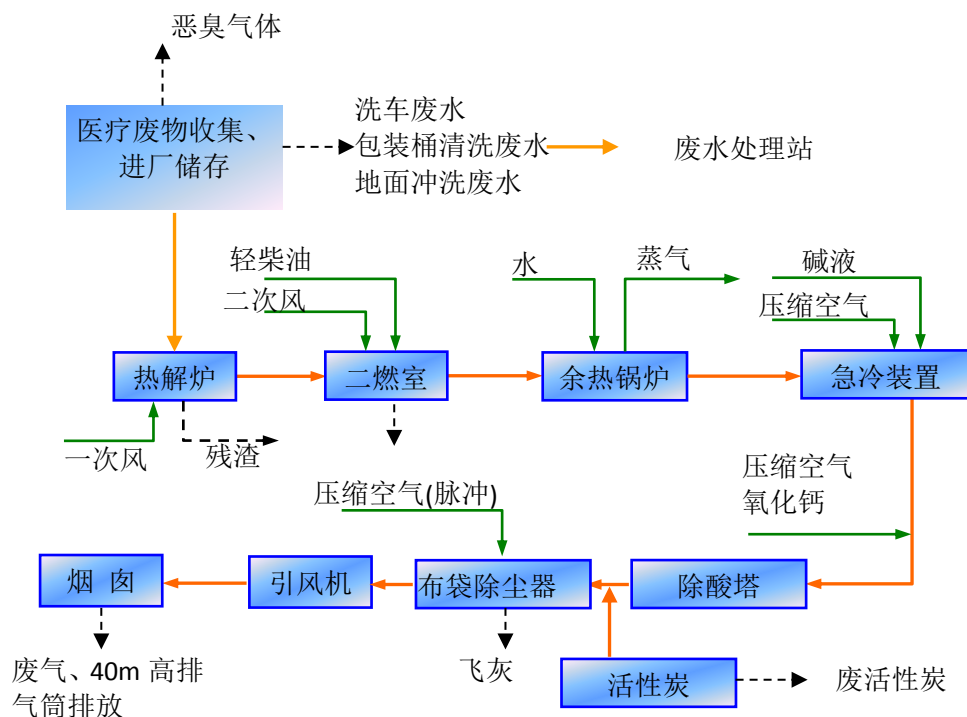 恶臭气体
医疗废物收集、
进厂储存
洗车废水
包装桶清洗废水
地面冲洗废水
废水处理站
轻柴油
二次风
水
蒸气
碱液
压缩空气
热解炉
二燃室
余热锅炉
急冷装置
一次风
残渣
压缩空气
氧化钙
压缩空气(脉冲)
烟 囱
引风机
布袋除尘器
除酸塔
废气、40m 高排
气筒排放
飞灰
活性炭
废活性炭